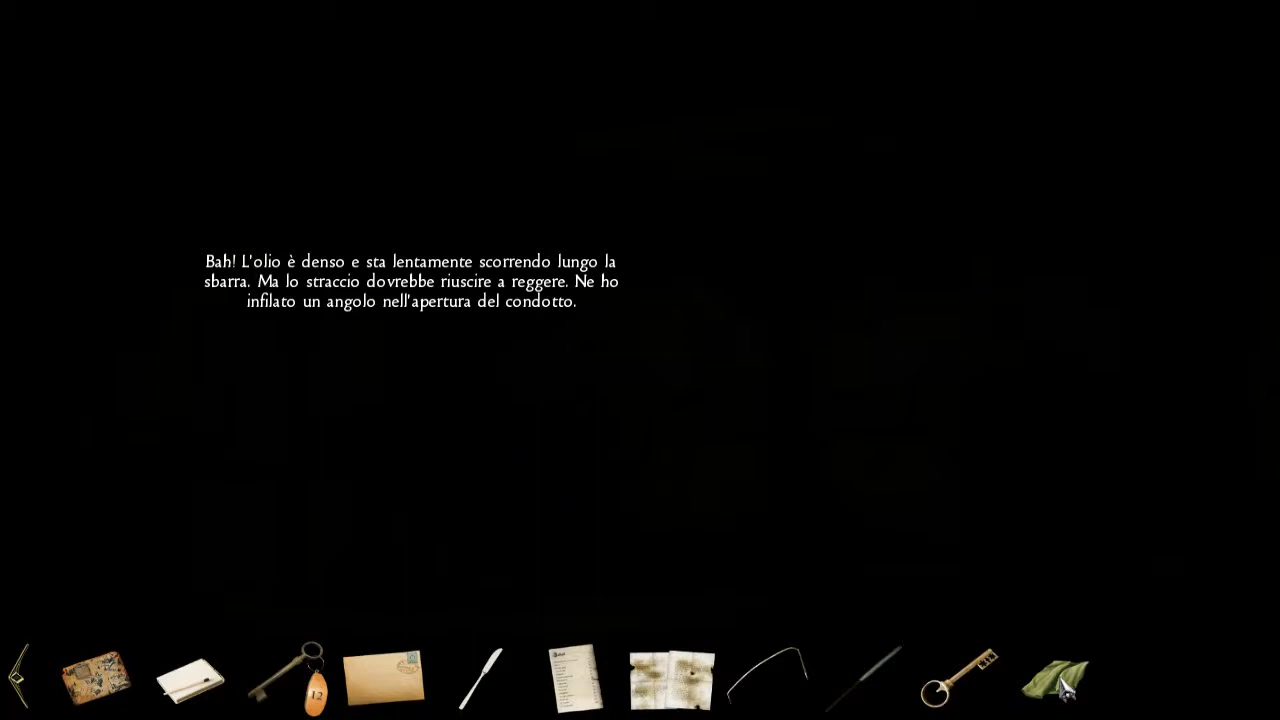 Bah! L'olio è denso e sta lentamente scorrendo lungo la
sbarra. Ma lo straccio dovrebbe riuscire a reggere. Ne ho
infilato un angolo nell'apertura del condotto.
12